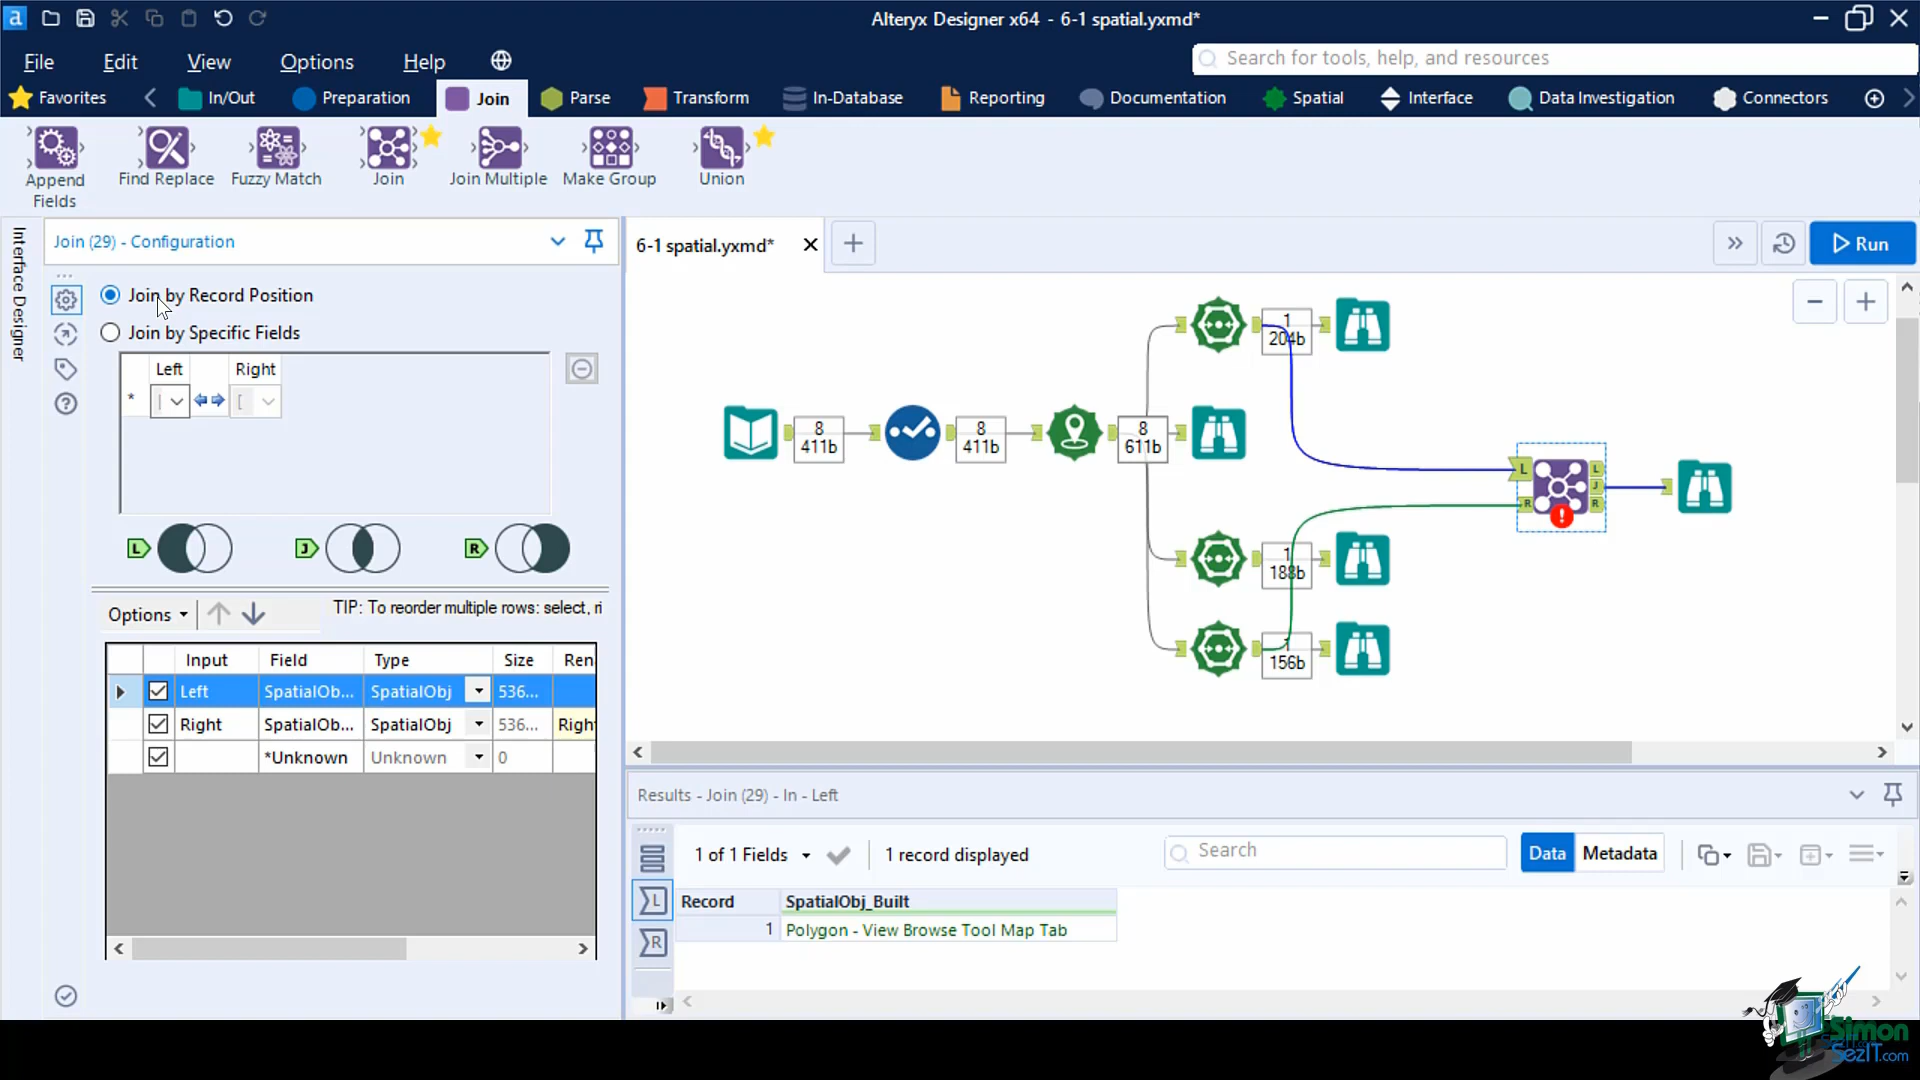 a
Alteryx Designer x64 - 6-1 spatial.yxmd*
File Edit View Options Help
Search for tools, help, and resources
Favorites In/Out Preparation Join Parse Transform In-Database Reporting Documentation Spatial Interface Data Investigation Connectors
Append Fields
Find Replace
Fuzzy Match
Join
Join Multiple
Make Group
Union
Interface Designer
Join (29) - Configuration
Join by Record Position
Join by Specific Fields
Left Right
*
L J R
Options TIP: To reorder multiple rows: select, ri
Input Field Type Size Ren
Left SpatialOb... SpatialObj 536...
Right SpatialOb... SpatialObj 536... Right
*Unknown Unknown 0
6-1 spatial.yxmd*
Run
1
204b
8
411b
8
411b
8
611b
L
R
L
J
R
!
1
188b
1
156b
Results - Join (29) - In - Left
1 of 1 Fields 1 record displayed Search Data Metadata
L
R
Record SpatialObj_Built
1 Polygon - View Browse Tool Map Tab
Simon
SezIT.com